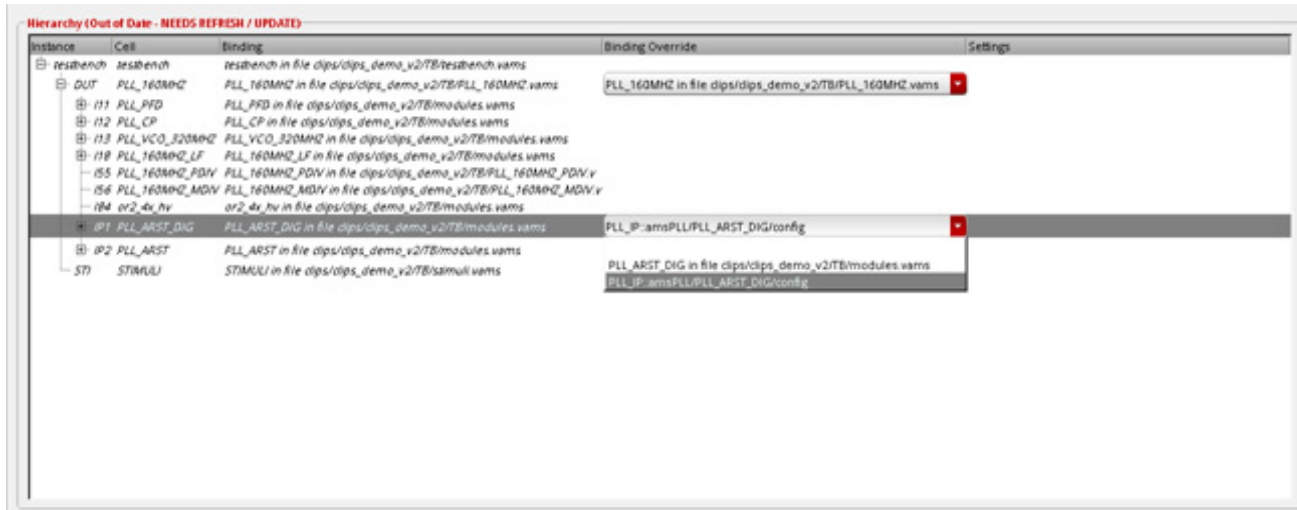 Hierarchy (Out of Date - NEEDS REFRESH / UPDATE)
Instance Cell Binding Binding Override Settings
testbench testbench testbench in file clips/clips_demo_v2/TB/testbench.vams
DUT PLL_160MHZ PLL_160MHZ in file clips/clips_demo_v2/TB/PLL_160MHZ.vams PLL_160MHZ in file clips/clips_demo_v2/TB/PLL_160MHZ.vams
I11 PLL_PFD PLL_PFD in file clips/clips_demo_v2/TB/modules.vams
I12 PLL_CP PLL_CP in file clips/clips_demo_v2/TB/modules.vams
I13 PLL_VCO_320MHZ PLL_VCO_320MHZ in file clips/clips_demo_v2/TB/modules.vams
I18 PLL_160MHZ_LF PLL_160MHZ_LF in file clips/clips_demo_v2/TB/modules.vams
I55 PLL_160MHZ_PDIV PLL_160MHZ_PDIV in file clips/clips_demo_v2/TB/PLL_160MHZ_PDIV.v
I56 PLL_160MHZ_MDIV PLL_160MHZ_MDIV in file clips/clips_demo_v2/TB/PLL_160MHZ_MDIV.v
I84 or2_4x_hv or2_4x_hv in file clips/clips_demo_v2/TB/modules.vams
IP1 PLL_ARST_DIG PLL_ARST_DIG in file clips/clips_demo_v2/TB/modules.vams PLL_IP::amsPLL/PLL_ARST_DIG/config
IP2 PLL_ARST PLL_ARST in file clips/clips_demo_v2/TB/modules.vams
STI STIMULI STIMULI in file clips/clips_demo_v2/TB/stimuli.vams
PLL_ARST_DIG in file clips/clips_demo_v2/TB/modules.vams
PLL_IP::amsPLL/PLL_ARST_DIG/config